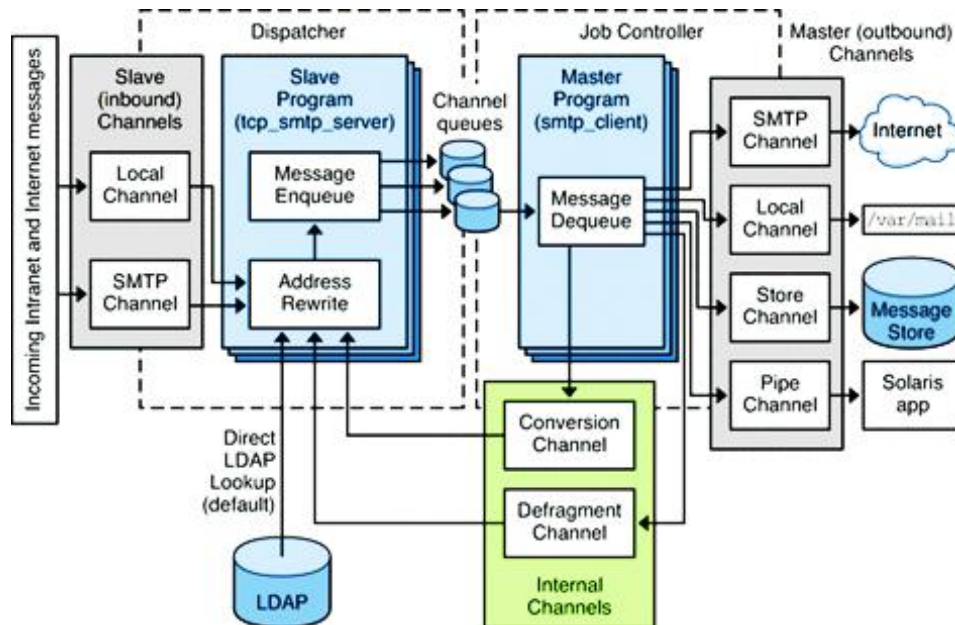 Incoming Intranet and Internet messages
Dispatcher
Job Controller
Master (outbound)
Channels
Slave
(inbound)
Channels
Slave
Program
(tcp_smtp_server)
Channel
queues
Master
Program
(smtp_client)
SMTP
Channel
Internet
Local
Channel
Message
Enqueue
Message
Dequeue
Local
Channel
/var/mail
SMTP
Channel
Address
Rewrite
Store
Channel
Message
Store
Pipe
Channel
Solaris
app
Direct
LDAP
Lookup
(default)
Conversion
Channel
Defragment
Channel
LDAP
Internal
Channels